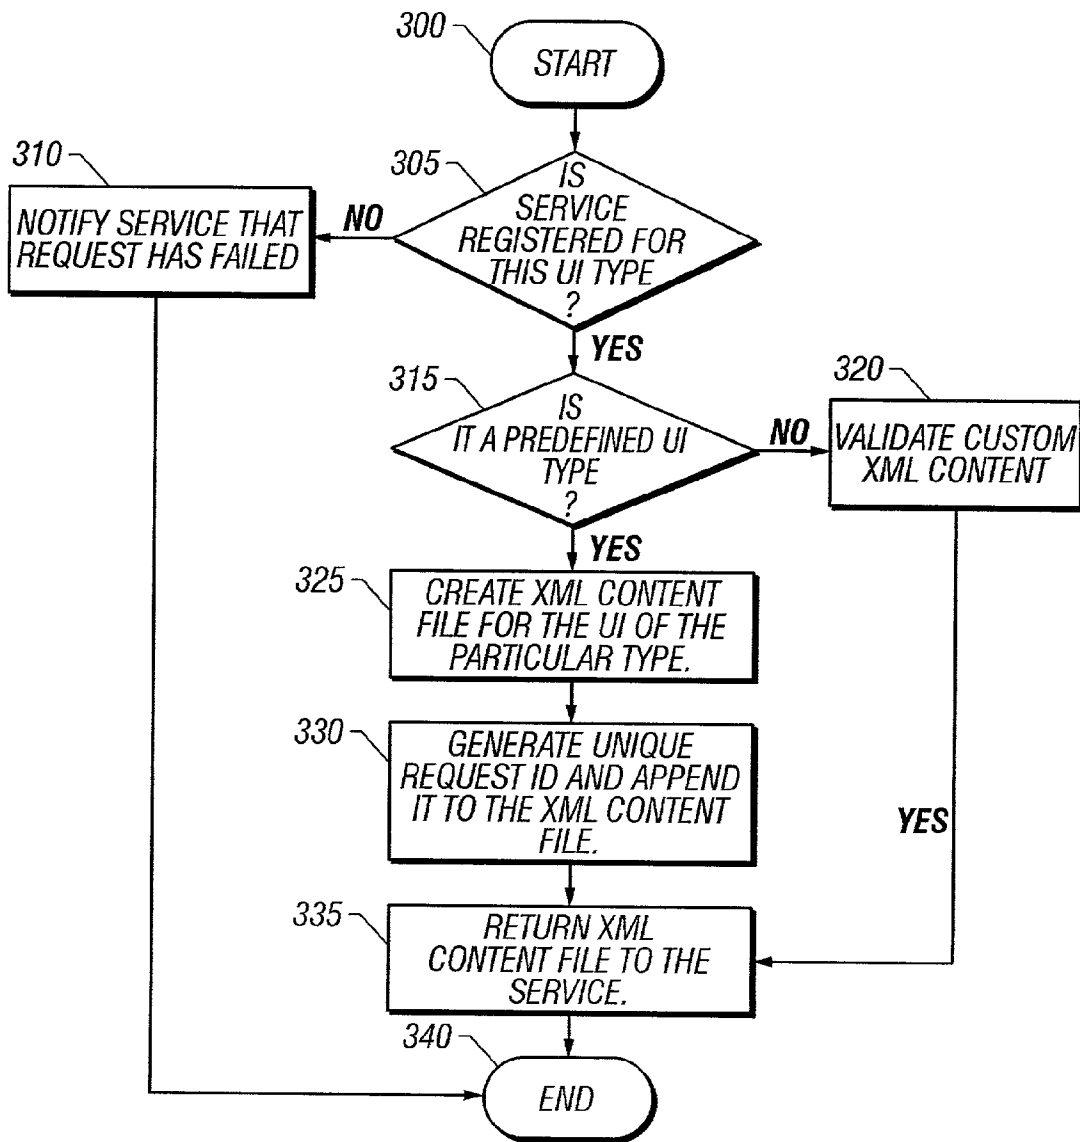 300
START
305
IS
SERVICE
REGISTERED FOR
THIS UI TYPE
?
NO
310
NOTIFY SERVICE THAT
REQUEST HAS FAILED
YES
315
IS
IT A PREDEFINED UI
TYPE
?
NO
320
VALIDATE CUSTOM
XML CONTENT
YES
325
CREATE XML CONTENT
FILE FOR THE UI OF THE
PARTICULAR TYPE.
330
GENERATE UNIQUE
REQUEST ID AND APPEND
IT TO THE XML CONTENT
FILE.
YES
335
RETURN XML
CONTENT FILE TO THE
SERVICE.
340
END